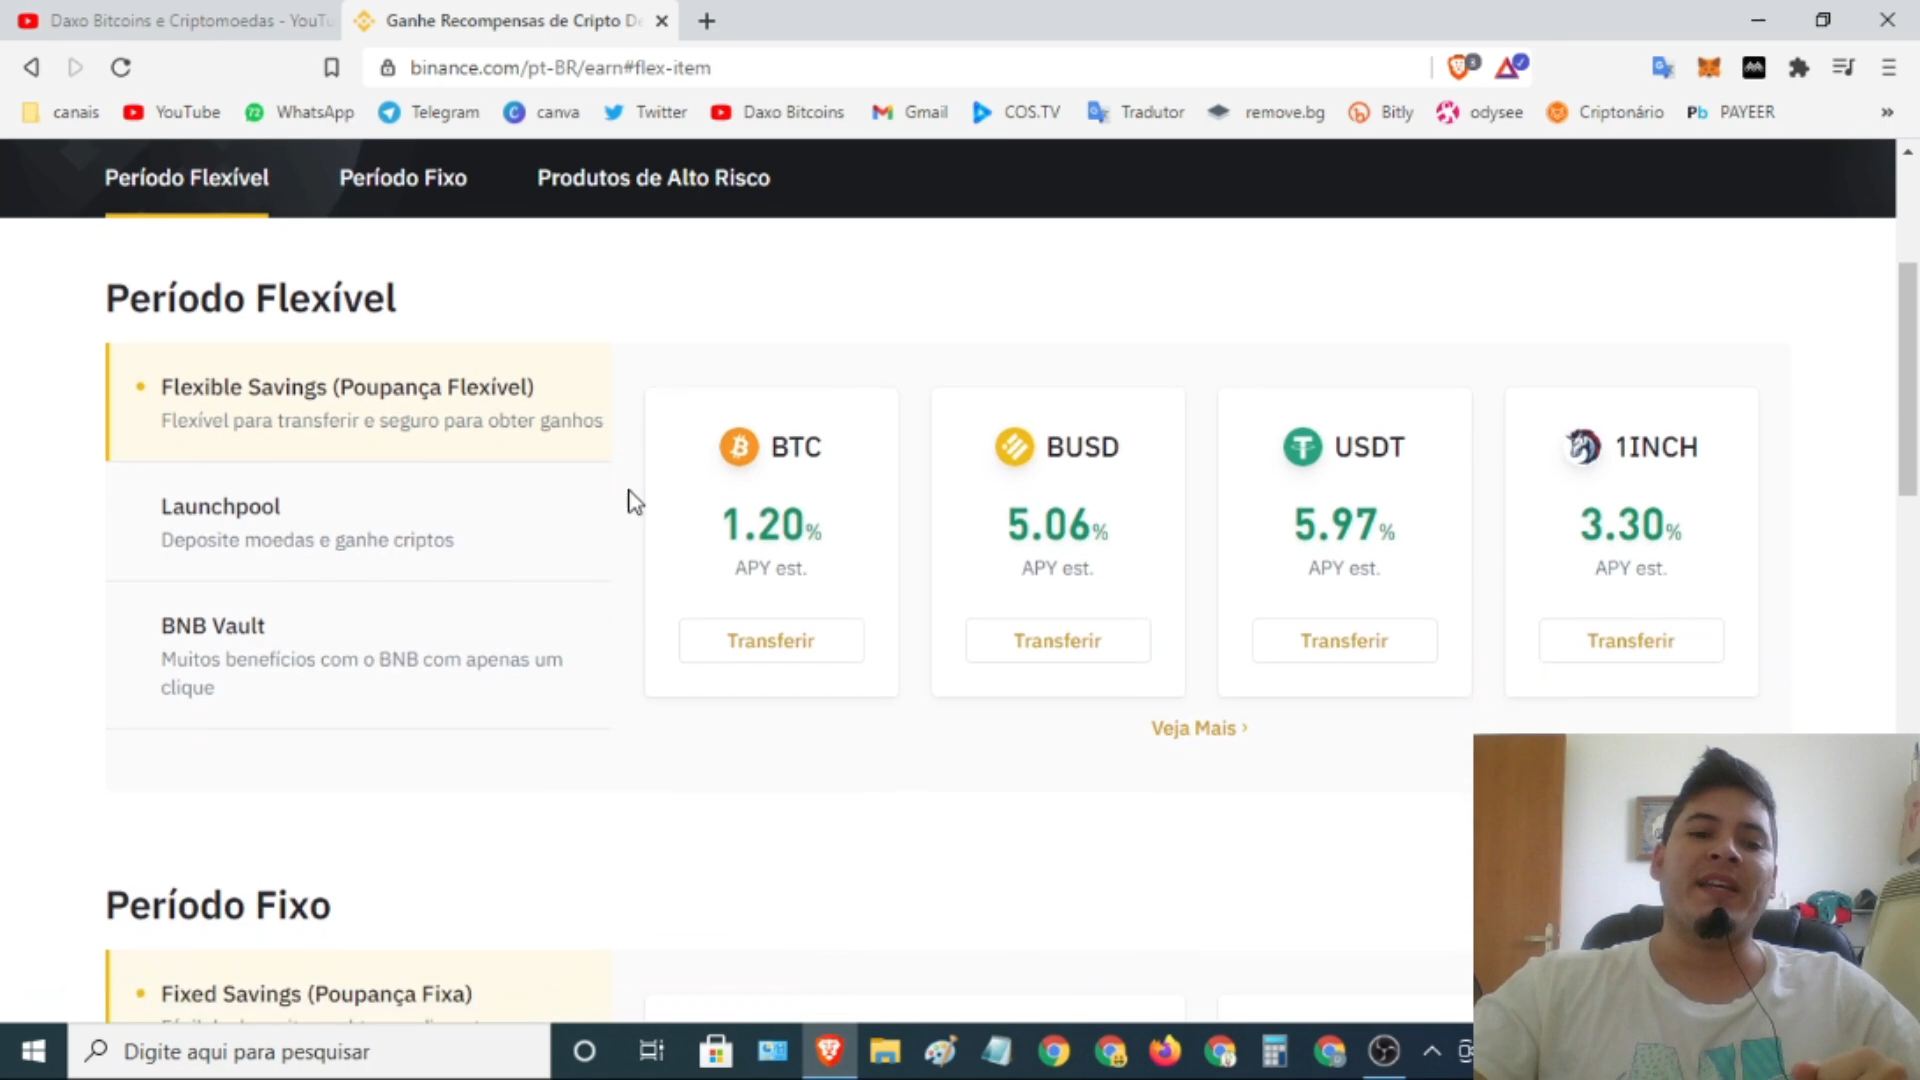 Daxo Bitcoins e Criptomoedas - YouTu
Ganhe Recompensas de Cripto De
binance.com/pt-BR/earn#flex-item
canais YouTube WhatsApp Telegram canva Twitter Daxo Bitcoins Gmail COS.TV Tradutor remove.bg Bitly odysee Criptonário Pb PAYEER »
Período Flexível Período Fixo Produtos de Alto Risco
Período Flexível
Flexible Savings (Poupança Flexível)
Flexível para transferir e seguro para obter ganhos
Launchpool
Deposite moedas e ganhe criptos
BNB Vault
Muitos benefícios com o BNB com apenas um
clique
BTC BUSD USDT 1INCH
1.20% 5.06% 5.97% 3.30%
APY est. APY est. APY est. APY est.
Transferir Transferir Transferir Transferir
Veja Mais ›
Período Fixo
Fixed Savings (Poupança Fixa)
Digite aqui para pesquisar